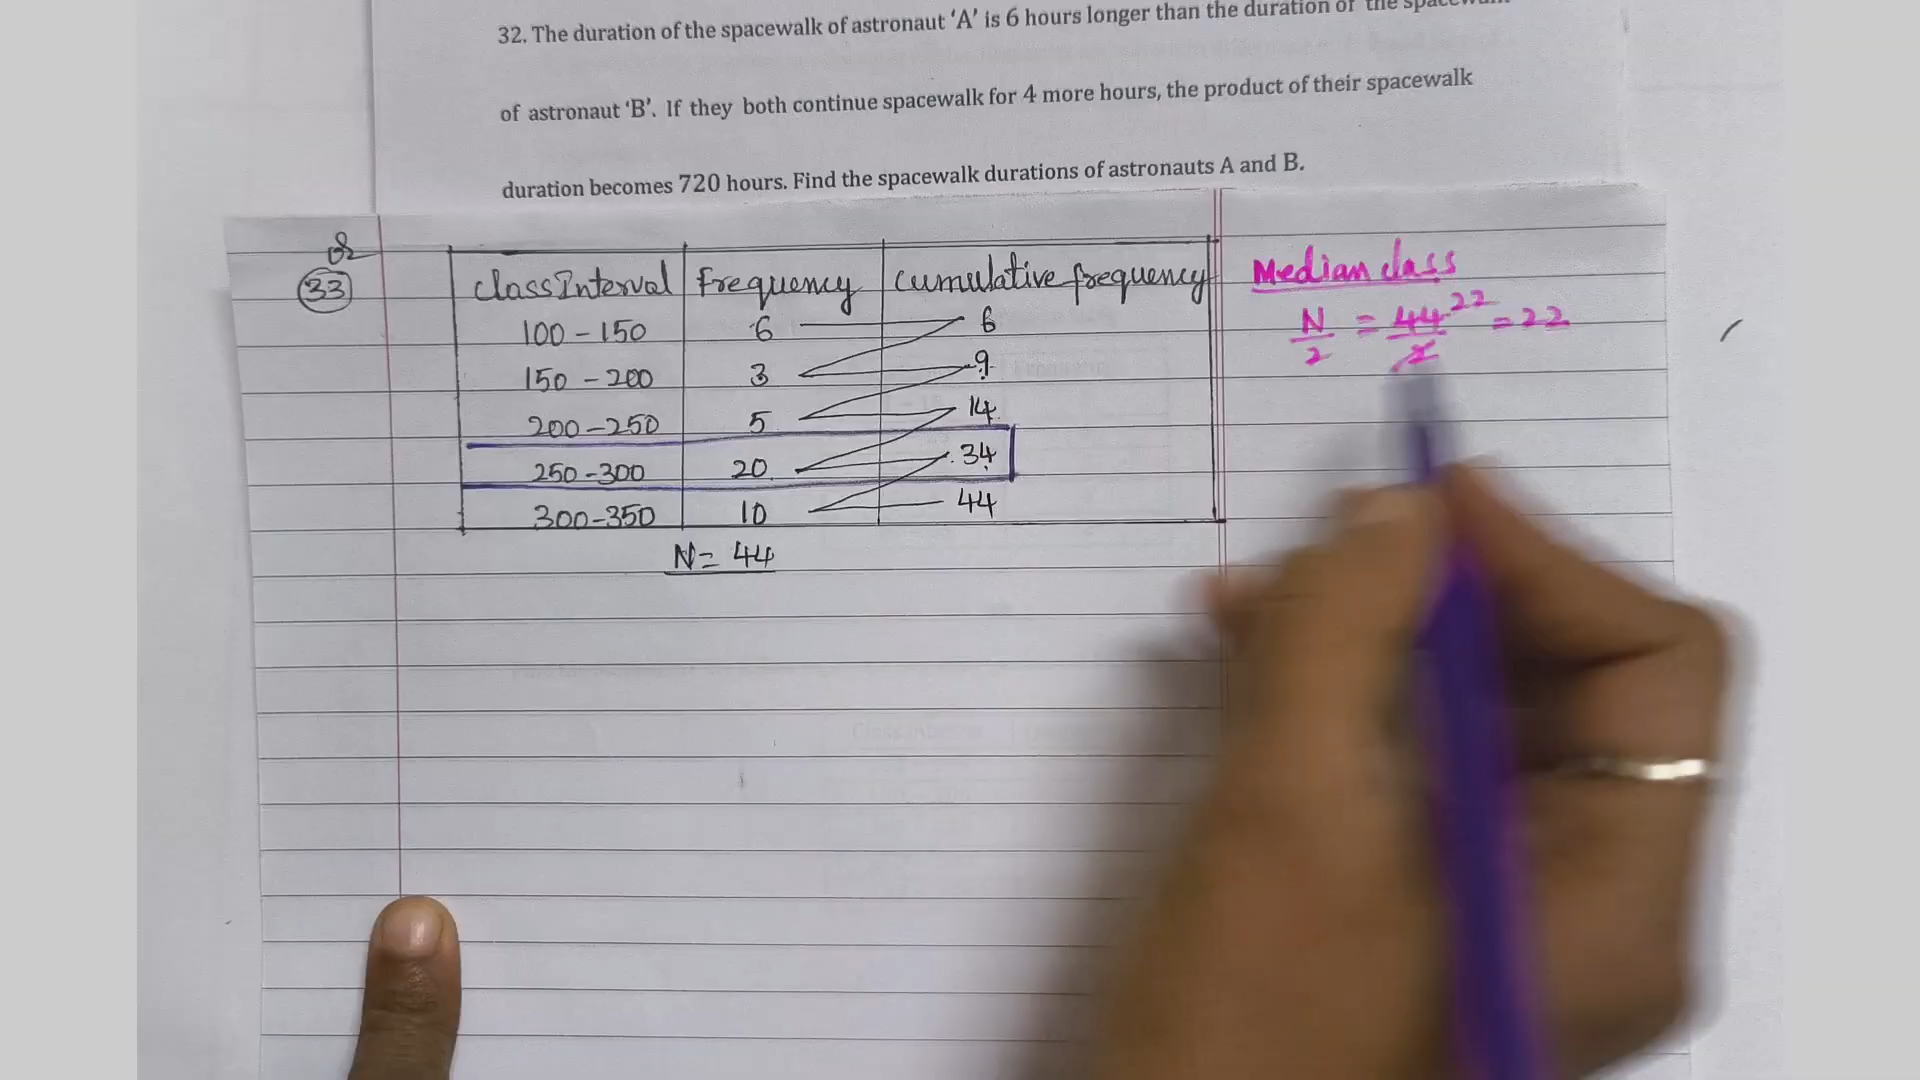 32. The duration of the spacewalk of astronaut ‘A’ is 6 hours longer than the duration of the spacewalk
of astronaut ‘B’. If they both continue spacewalk for 4 more hours, the product of their spacewalk
duration becomes 720 hours. Find the spacewalk durations of astronauts A and B.
33
class Interval frequency cumulative frequency
100 - 150 6 6
150 - 200 3 9
200 - 250 5 14
250 - 300 20 34
300 - 350 10 44
N = 44
Median class
N/2 = 44/2 22 = 22